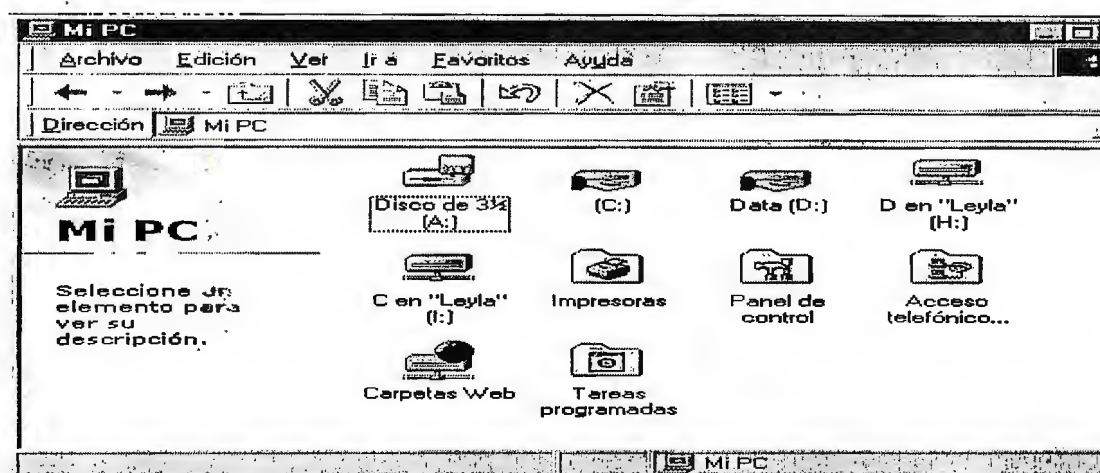 Mi PC
Archivo Edición Ver Ir a Favoritos Ayuda
Dirección Mi PC
Mi PC
Seleccione un
elemento para
ver su
descripción.
Disco de 3½
(A:)
(C:)
Data (D:)
D en "Leyla"
(H:)
C en "Leyla"
(I:)
Impresoras
Panel de
control
Acceso
telefónico...
Carpetas Web
Tareas
programadas
Mi PC